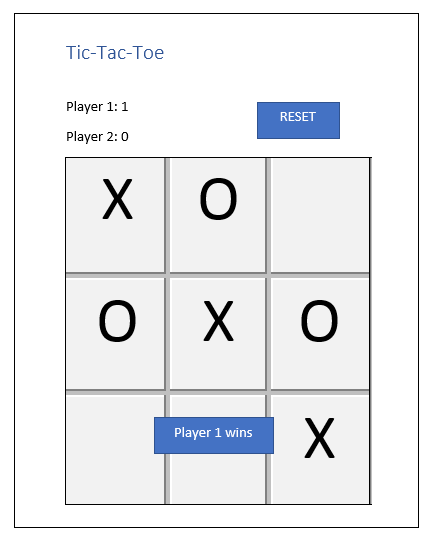 Tic-Tac-Toe
Player 1: 1
RESET
Player 2: 0
X O
O X O
Player 1 wins
X